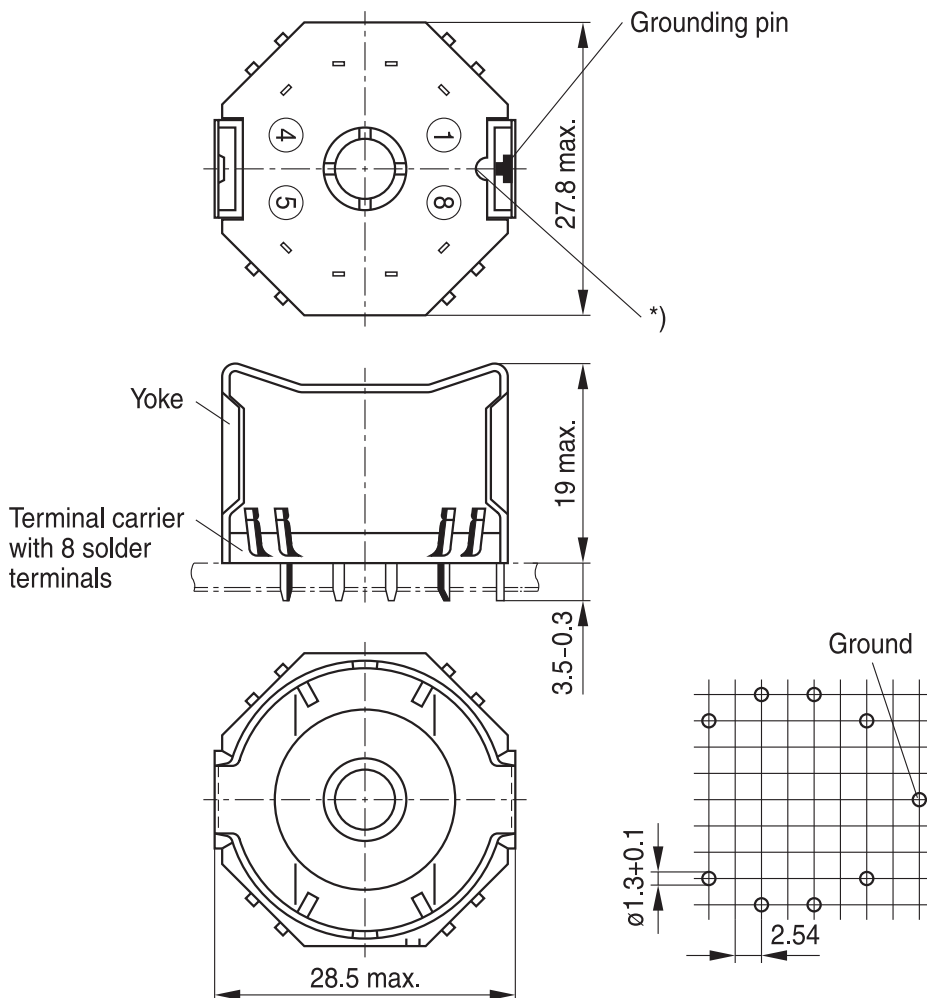 Grounding pin
4
1
5
8
27.8 max.
*)
Yoke
19 max.
Terminal carrier
with 8 solder
terminals
3.5-0.3
Ground
ø1.3+0.1
2.54
28.5 max.